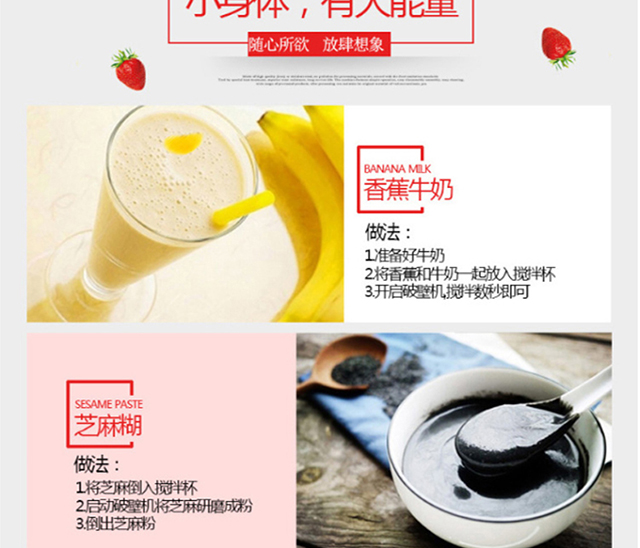 小身体，有大能量
随心所欲 放肆想象
BANANA MILK
香蕉牛奶
做法：
1.准备好牛奶
2.将香蕉和牛奶一起放入搅拌杯
3.开启破壁机,搅拌数秒即可
SESAME PASTE
芝麻糊
做法：
1.将芝麻倒入搅拌杯
2.启动破壁机将芝麻研磨成粉
3.倒出芝麻粉